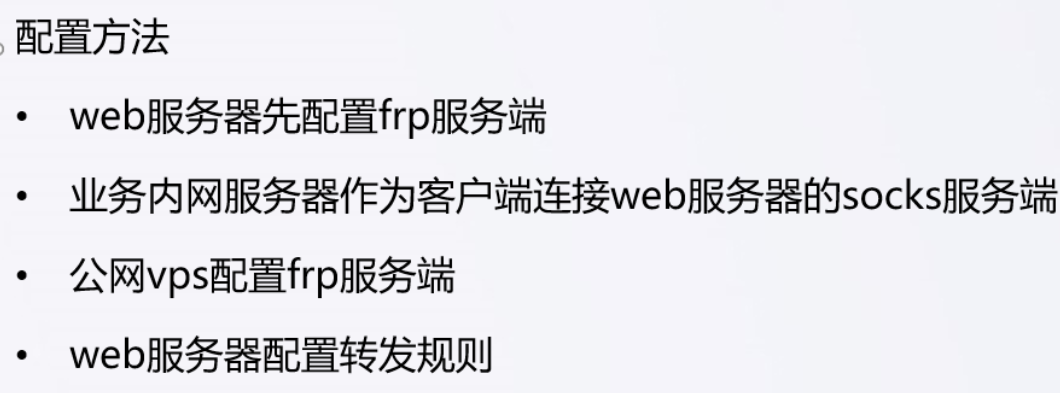 配置方法
• web服务器先配置frp服务端
• 业务内网服务器作为客户端连接web服务器的socks服务端
• 公网vps配置frp服务端
• web服务器配置转发规则